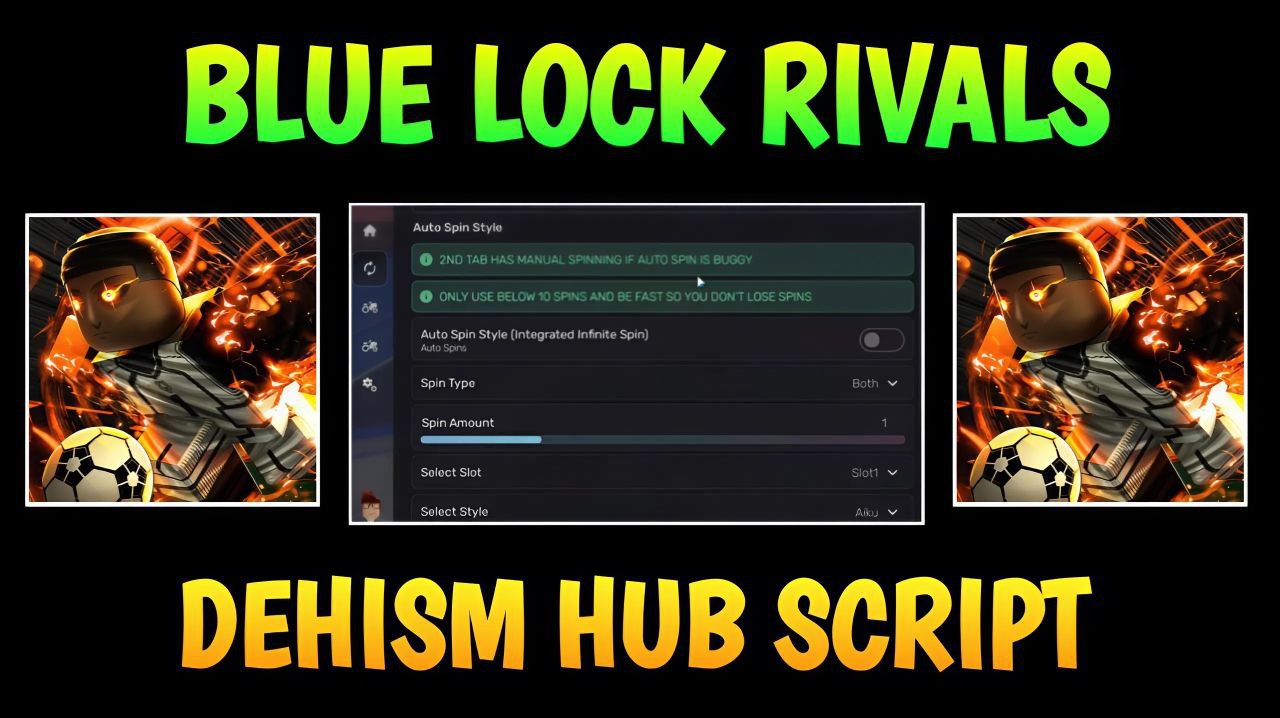 BLUE LOCK RIVALS
Auto Spin Style
2ND TAB HAS MANUAL SPINNING IF AUTO SPIN IS BUGGY
ONLY USE BELOW 10 SPINS AND BE FAST SO YOU DON'T LOSE SPINS
Auto Spin Style (Integrated Infinite Spin)
Auto Spins
Spin Type Both
Spin Amount 1
Select Slot Slot1
Select Style
DEHISM HUB SCRIPT